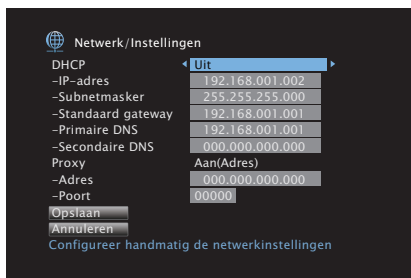 Netwerk/Instellingen
DHCP Uit
–IP-adres 192.168.001.002
–Subnetmasker 255.255.255.000
–Standaard gateway 192.168.001.001
–Primaire DNS 192.168.001.001
–Secondaire DNS 000.000.000.000
Proxy Aan(Adres)
–Adres 000.000.000.000
–Poort 00000
Opslaan
Annuleren
Configureer handmatig de netwerkinstellingen